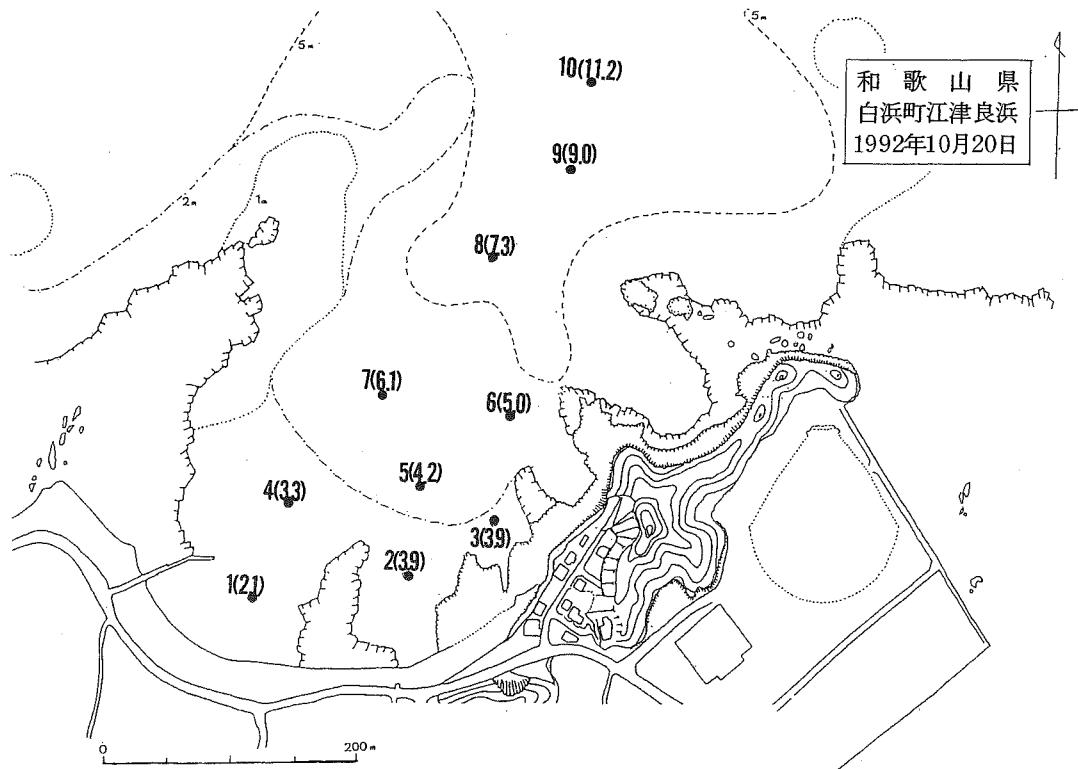 5m
5m
10(11.2)
和歌山県
白浜町江津良浜
1992年10月20日
9(9.0)
2m
1m
8(7.3)
7(6.1)
6(5.0)
5(4.2)
4(3.3)
3(3.9)
2(3.9)
1(2.1)
0
200m